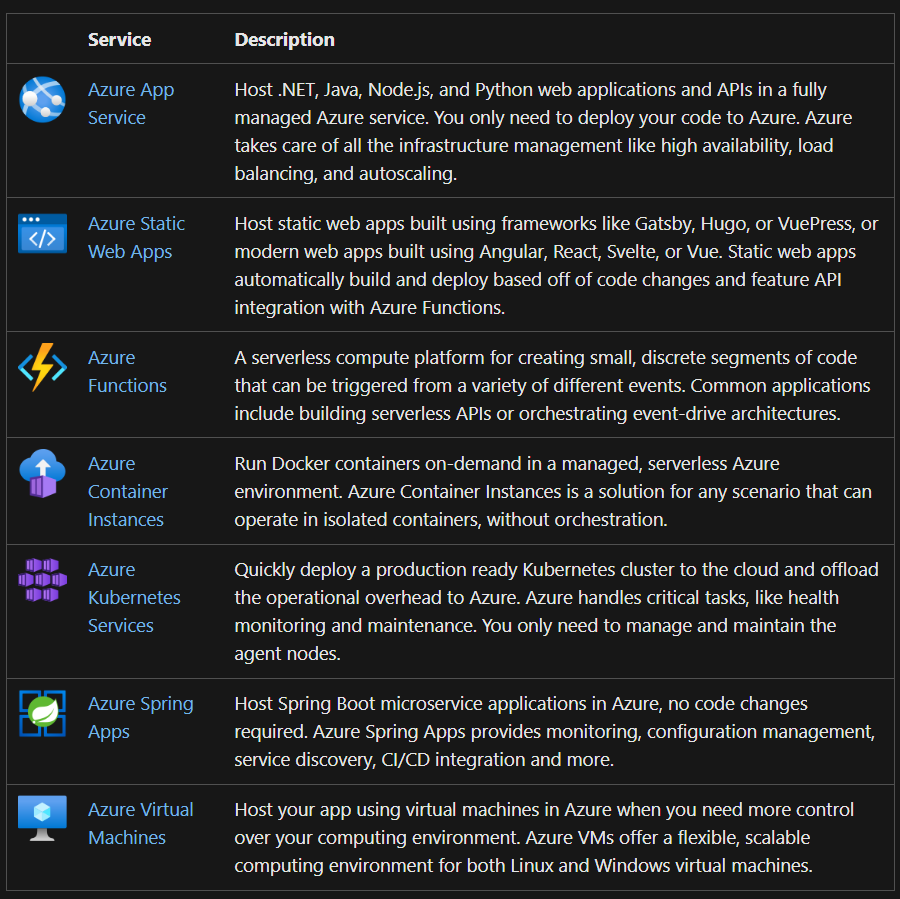 Service Description
Azure App
Service
Host .NET, Java, Node.js, and Python web applications and APIs in a fully
managed Azure service. You only need to deploy your code to Azure. Azure
takes care of all the infrastructure management like high availability, load
balancing, and autoscaling.
Azure Static
Web Apps
Host static web apps built using frameworks like Gatsby, Hugo, or VuePress, or
modern web apps built using Angular, React, Svelte, or Vue. Static web apps
automatically build and deploy based off of code changes and feature API
integration with Azure Functions.
Azure
Functions
A serverless compute platform for creating small, discrete segments of code
that can be triggered from a variety of different events. Common applications
include building serverless APIs or orchestrating event-drive architectures.
Azure
Container
Instances
Run Docker containers on-demand in a managed, serverless Azure
environment. Azure Container Instances is a solution for any scenario that can
operate in isolated containers, without orchestration.
Azure
Kubernetes
Services
Quickly deploy a production ready Kubernetes cluster to the cloud and offload
the operational overhead to Azure. Azure handles critical tasks, like health
monitoring and maintenance. You only need to manage and maintain the
agent nodes.
Azure Spring
Apps
Host Spring Boot microservice applications in Azure, no code changes
required. Azure Spring Apps provides monitoring, configuration management,
service discovery, CI/CD integration and more.
Azure Virtual
Machines
Host your app using virtual machines in Azure when you need more control
over your computing environment. Azure VMs offer a flexible, scalable
computing environment for both Linux and Windows virtual machines.